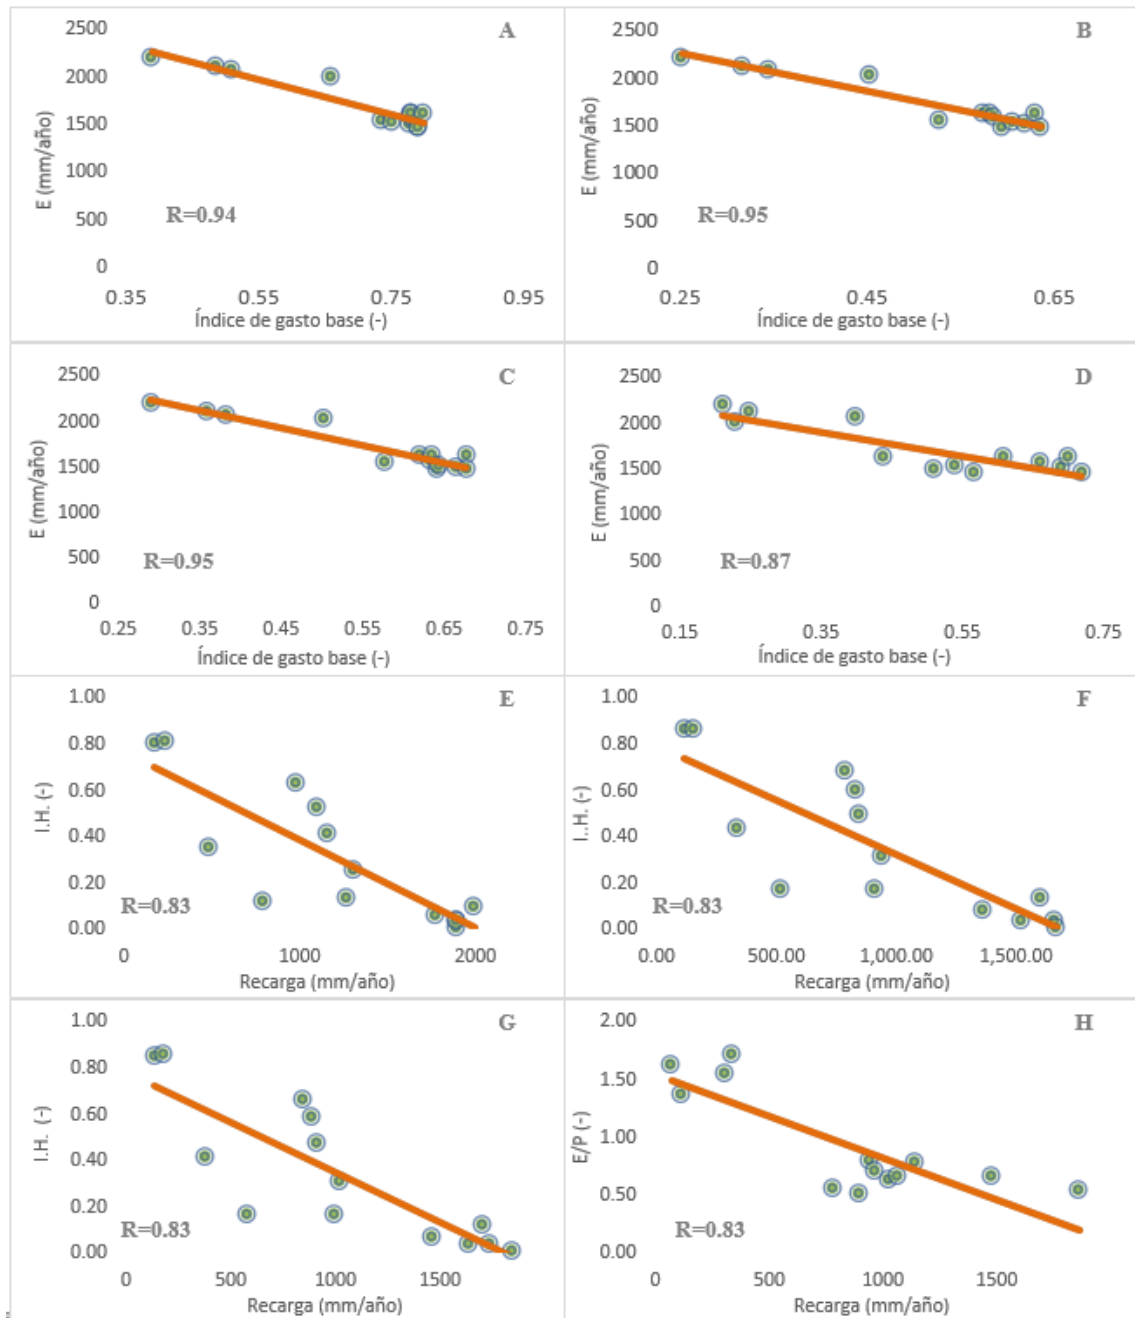 A
2500
2000
1500
1000
500
0
E (mm/año)
R=0.94
0.35 0.55 0.75 0.95
Índice de gasto base (-)
B
2500
2000
1500
1000
500
0
E (mm/año)
R=0.95
0.25 0.45 0.65
Índice de gasto base (-)
C
2500
2000
1500
1000
500
0
E (mm/año)
R=0.95
0.25 0.35 0.45 0.55 0.65 0.75
Índice de gasto base (-)
D
2500
2000
1500
1000
500
0
E (mm/año)
R=0.87
0.15 0.35 0.55 0.75
Índice de gasto base (-)
E
1.00
0.80
0.60
0.40
0.20
0.00
I.H. (-)
R=0.83
0 1000 2000
Recarga (mm/año)
F
1.00
0.80
0.60
0.40
0.20
0.00
I..H. (-)
R=0.83
0.00 500.00 1,000.00 1,500.00
Recarga (mm/año)
G
1.00
0.80
0.60
0.40
0.20
0.00
I.H. (-)
R=0.83
0 500 1000 1500
Recarga (mm/año)
H
2.00
1.50
1.00
0.50
0.00
E/P (-)
R=0.83
0 500 1000 1500
Recarga (mm/año)